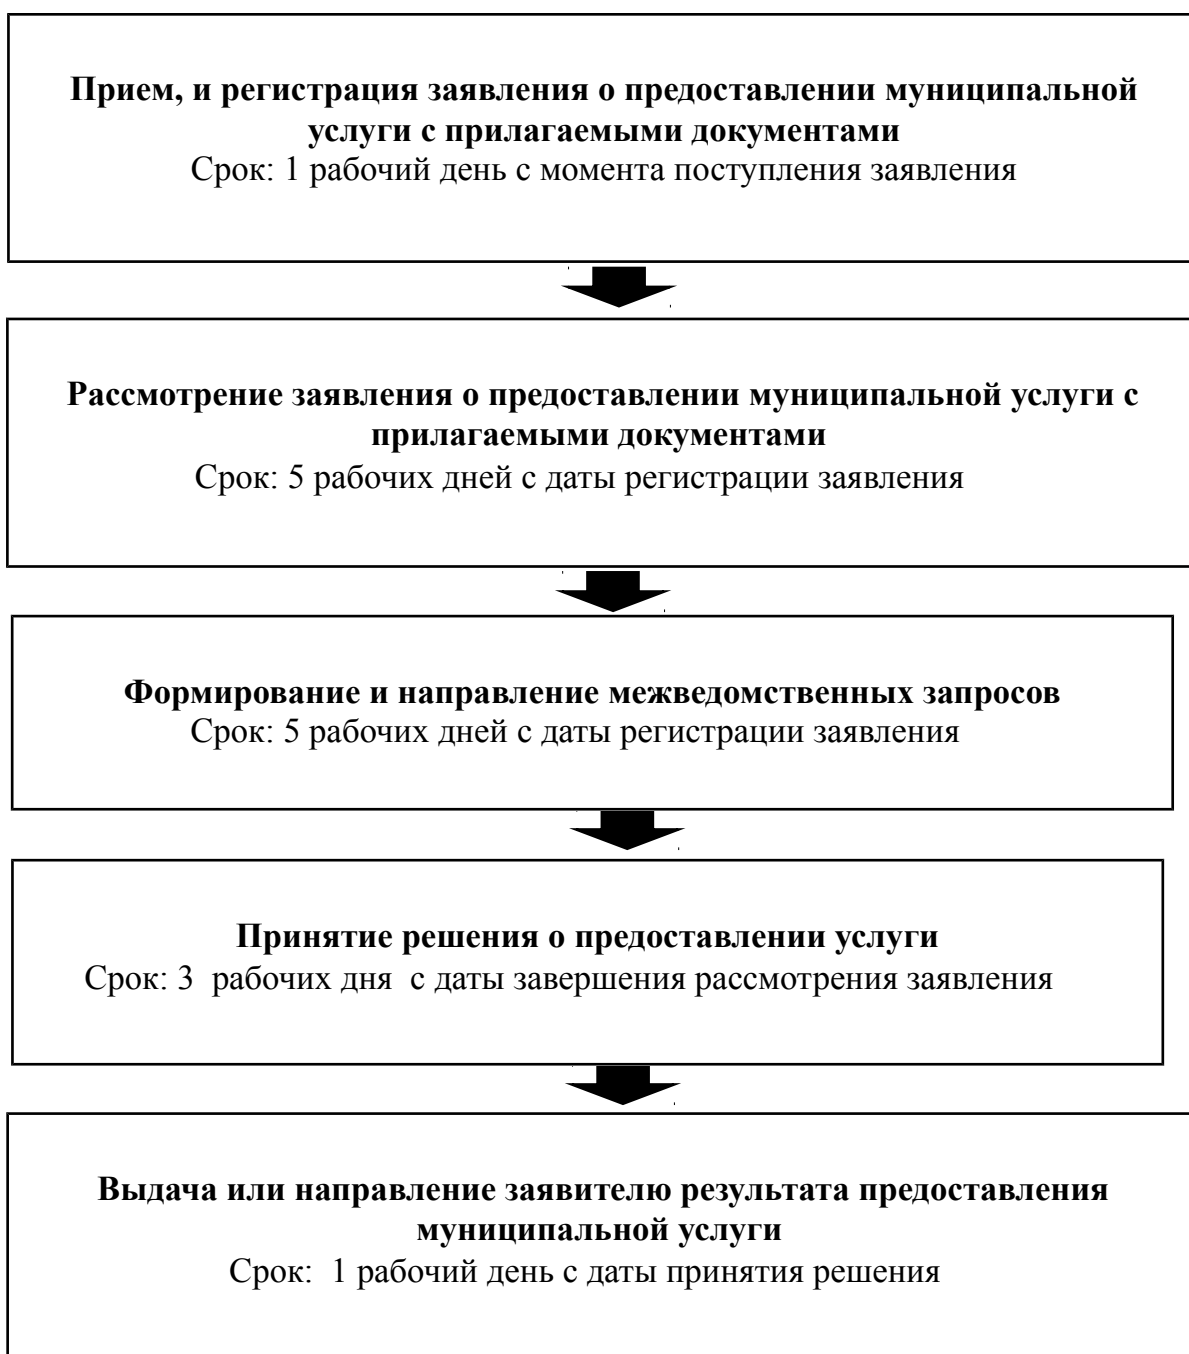 Прием, и регистрация заявления о предоставлении муниципальной
услуги с прилагаемыми документами
Срок: 1 рабочий день с момента поступления заявления
Рассмотрение заявления о предоставлении муниципальной услуги с
прилагаемыми документами
Срок: 5 рабочих дней с даты регистрации заявления
Формирование и направление межведомственных запросов
Срок: 5 рабочих дней с даты регистрации заявления
Принятие решения о предоставлении услуги
Срок: 3  рабочих дня  с даты завершения рассмотрения заявления
Выдача или направление заявителю результата предоставления
муниципальной услуги
Срок:  1 рабочий день с даты принятия решения